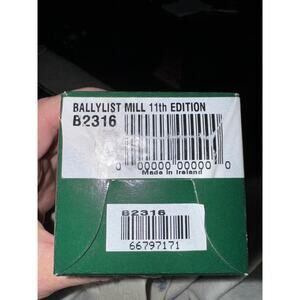 BALLYLIST MILL 11th EDITION
B2316
0 00000 00000 0
Made in Ireland
B2316
66797171